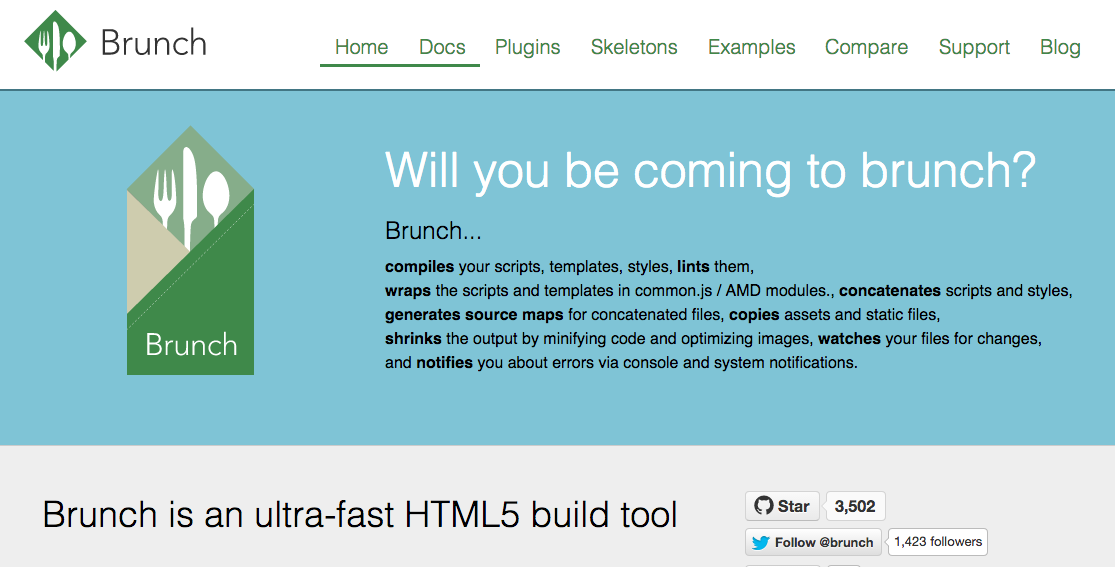 Brunch
Home Docs Plugins Skeletons Examples Compare Support Blog
Will you be coming to brunch?
Brunch...
compiles your scripts, templates, styles, lints them,
wraps the scripts and templates in common.js / AMD modules., concatenates scripts and styles,
generates source maps for concatenated files, copies assets and static files,
shrinks the output by minifying code and optimizing images, watches your files for changes,
and notifies you about errors via console and system notifications.
Brunch
Brunch is an ultra-fast HTML5 build tool
Star 3,502
Follow @brunch 1,423 followers